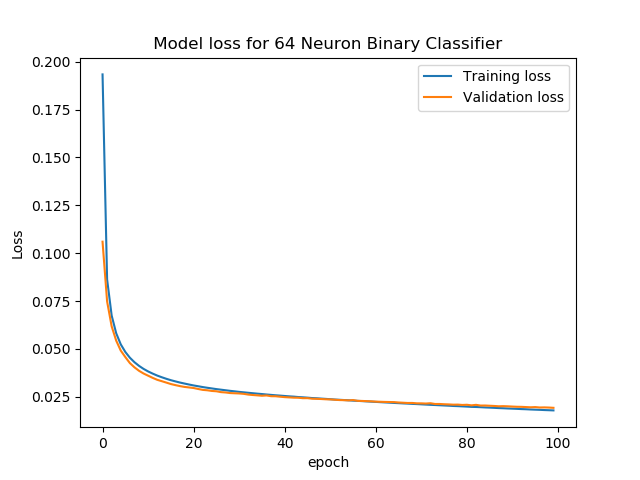 Model loss for 64 Neuron Binary Classifier
Training loss
Validation loss
0.200
0.175
0.150
0.125
0.100
0.075
0.050
0.025
Loss
0 20 40 60 80 100
epoch